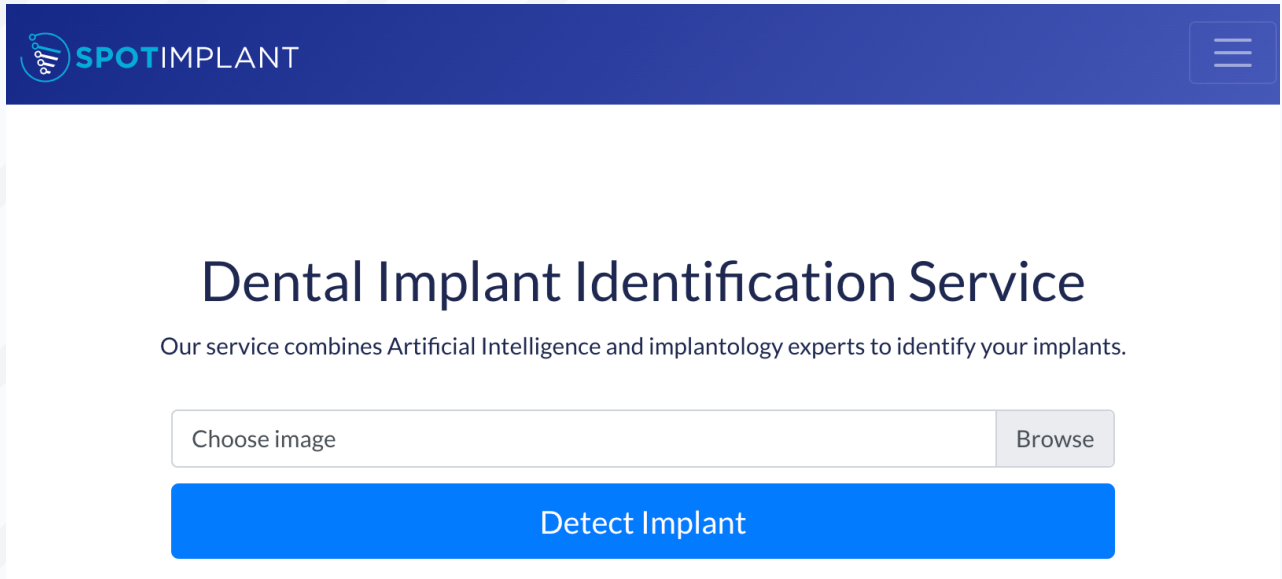 SPOTIMPLANT
Dental Implant Identification Service
Our service combines Artificial Intelligence and implantology experts to identify your implants.
Choose image Browse
Detect Implant